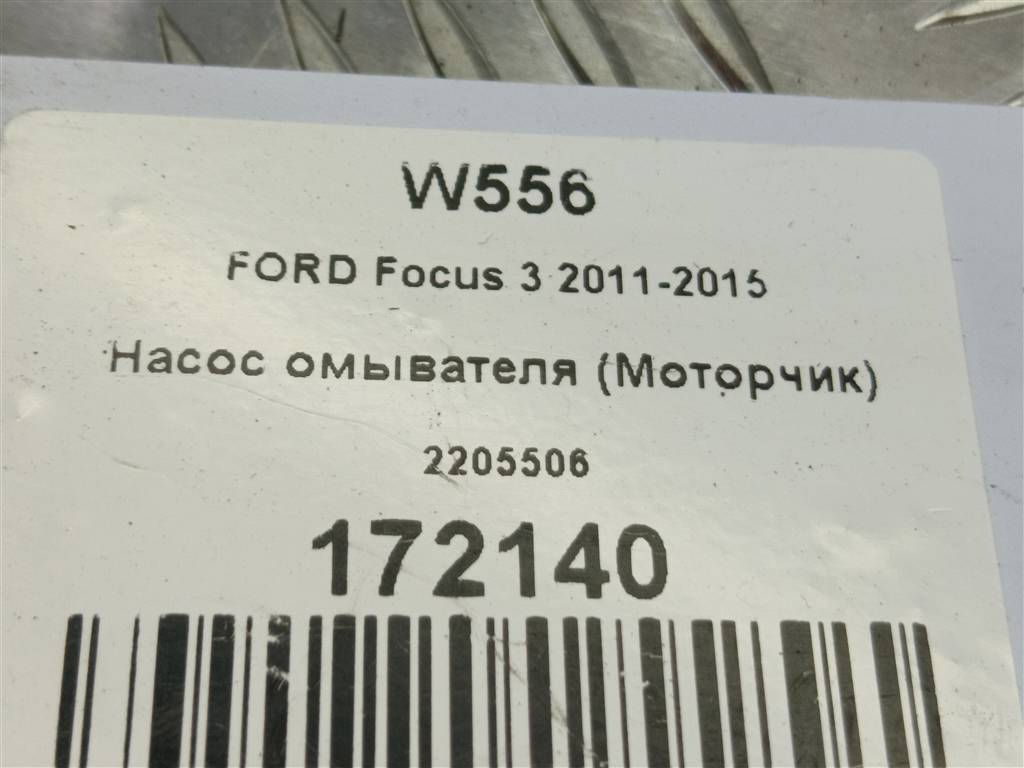 W556
FORD Focus 3 2011-2015
Насос омывателя (Моторчик)
2205506
172140